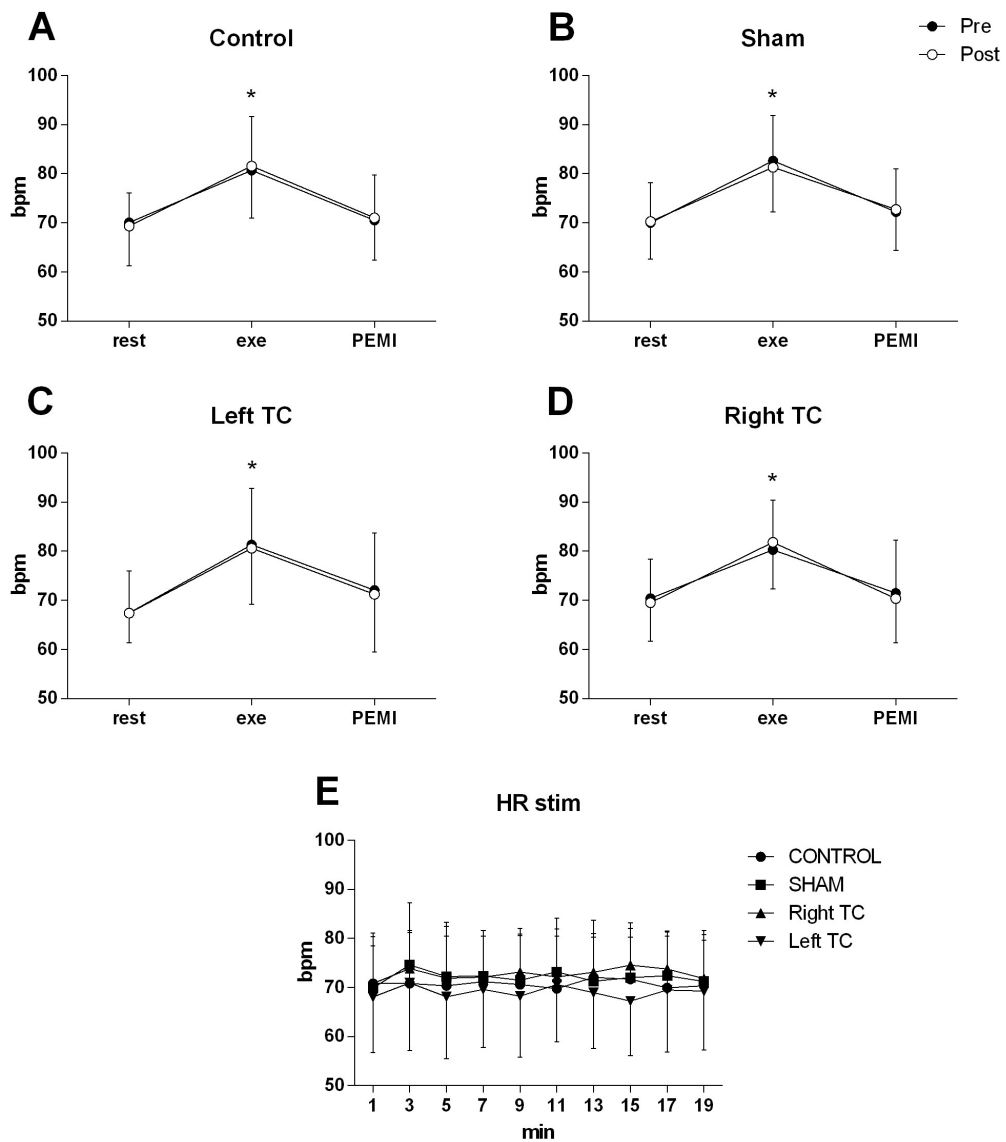 A
Control
100
90
80
70
60
50
bpm
*
rest exe PEMI
B
Sham
Pre
Post
100
90
80
70
60
50
bpm
*
rest exe PEMI
C
Left TC
100
90
80
70
60
50
bpm
*
rest exe PEMI
D
Right TC
100
90
80
70
60
50
bpm
*
rest exe PEMI
E
HR stim
100
90
80
70
60
50
bpm
1 3 5 7 9 11 13 15 17 19
min
CONTROL
SHAM
Right TC
Left TC